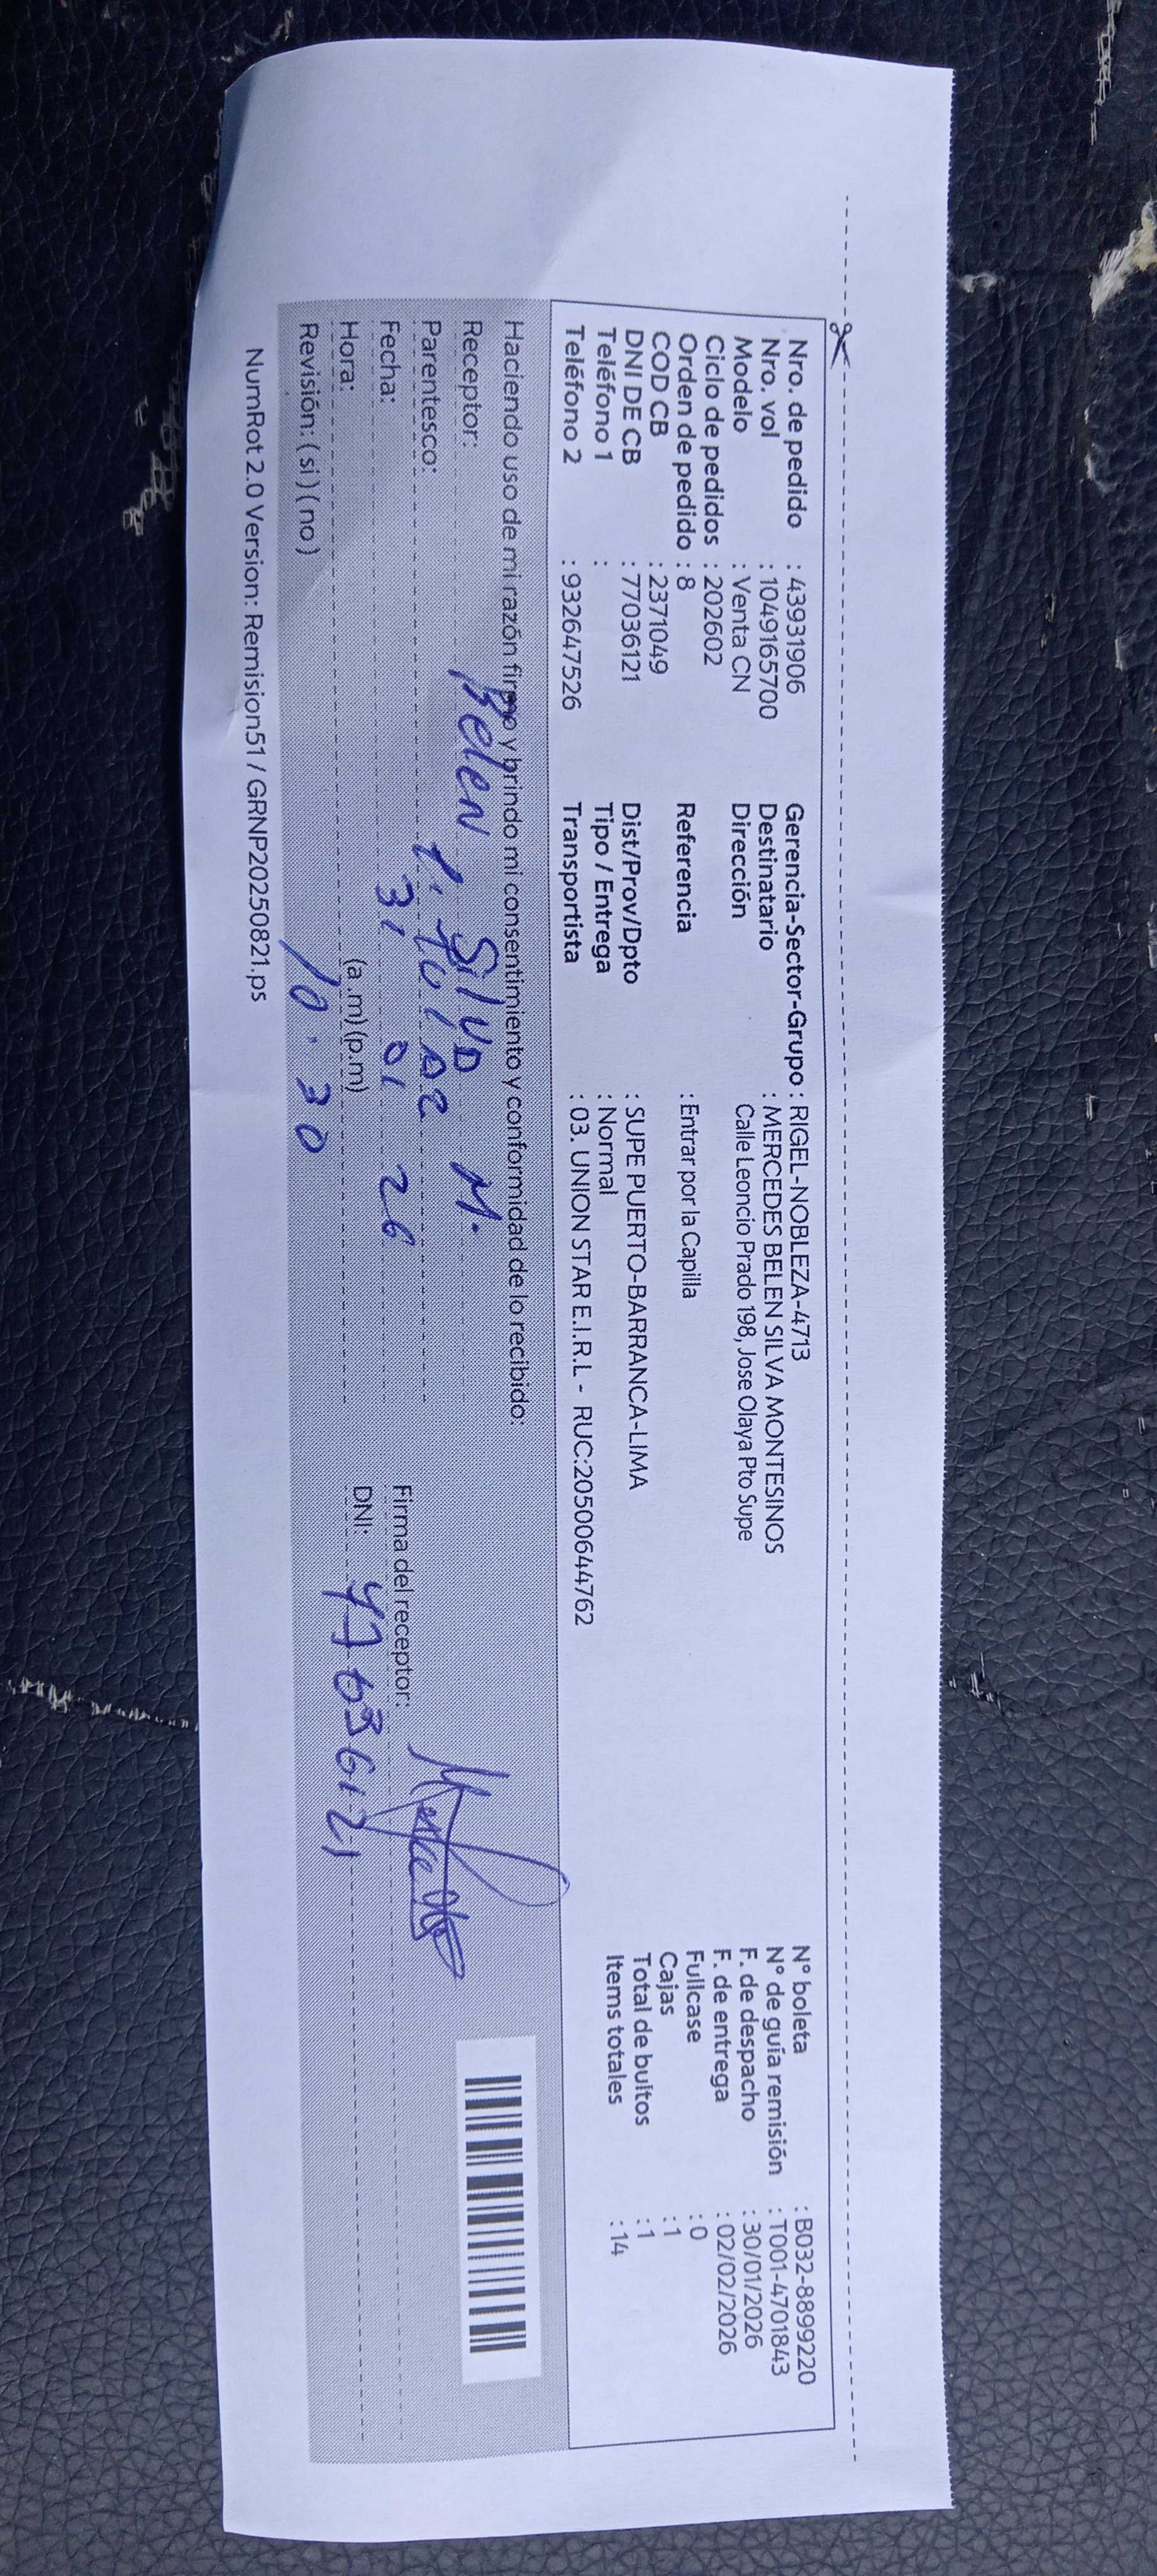 Nro. de pedido : 43931906
Nro. vol : 1049165700
Modelo : Venta CN
Ciclo de pedidos : 202602
Orden de pedido : 8
COD CB : 2371049
DNI DE CB : 77036121
Teléfono 1 :
Teléfono 2 : 932647526
Gerencia-Sector-Grupo : RIGEL-NOBLEZA-4713
Destinatario : MERCEDES BELEN SILVA MONTESINOS
Dirección Calle Leoncio Prado 198, Jose Olaya Pto Supe
Referencia : Entrar por la Capilla
Dist/Prov/Dpto : SUPE PUERTO-BARRANCA-LIMA
Tipo / Entrega : Normal
Transportista : 03. UNION STAR E.I.R.L - RUC:20500644762
N° boleta : B032-8899220
N° de guía remisión : T001-4701843
F. de despacho : 30/01/2026
F. de entrega : 02/02/2026
Fullcase : 0
Cajas : 1
Total de bultos : 1
Items totales : 14
Haciendo uso de mi razón firmo y brindo mi consentimiento y conformidad de lo recibido:
Receptor: Belen Silva M.
Parentesco: titular
Fecha: 31 01 26
Hora: (a.m) (p.m)
Revisión: ( si ) ( no ) 10.30
Firma del receptor:
DNI: 77036121
NumRot 2.0 Version: Remision51 / GRNP20250821.ps